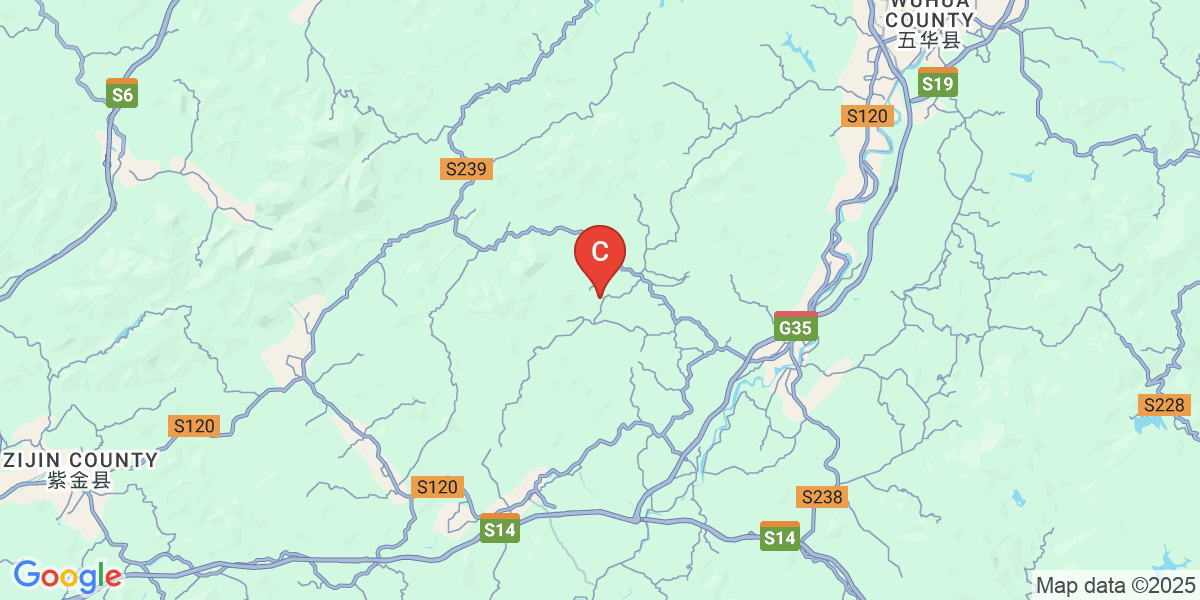 WUHUA
COUNTY
五华县
S6
S19
S120
S239
C
G35
S228
S120
ZIJIN COUNTY
紫金县
S120
S238
S14
S14
Google
Map data ©2025